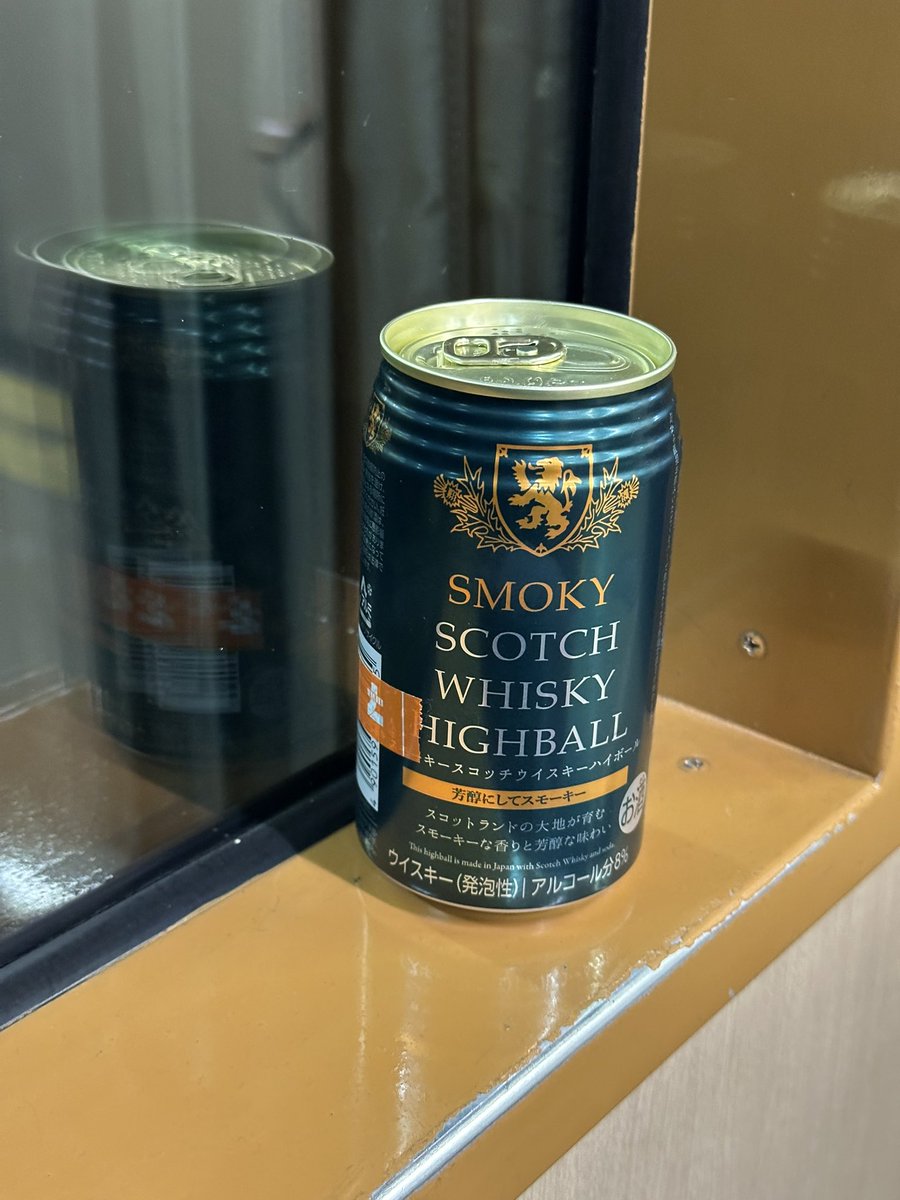 SMOKY
SCOTCH
WHISKY
HIGHBALL
キースコッチウイスキーハイボール
芳醇にしてスモーキー
お酒
スコットランドの大地が育む
スモーキーな香りと芳醇な味わい
This highball is made in Japan with Scotch Whisky and soda.
ウイスキー(発泡性)|アルコール分8%